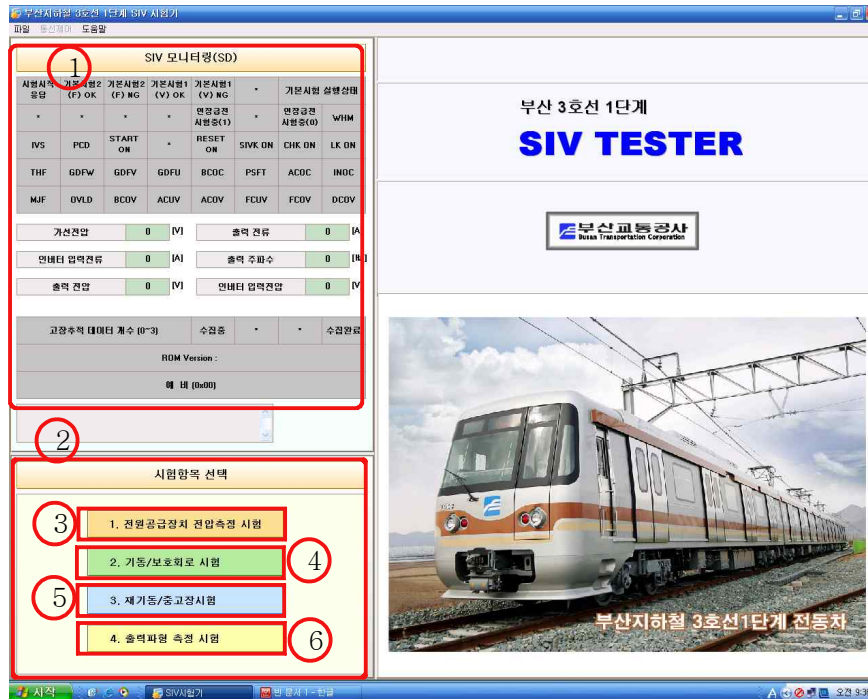 부산지하철 3호선 1단계 SIV 시험기
파일 통신제어 도움말
SIV 모니터링(SD)
1
시험시작 응답 기본시험2 (F) OK 기본시험2 (F) NG 기본시험1 (V) OK 기본시험1 (V) NG * 기본시험 실행상태
* * * * 연장급전 시험중(1) * 연장급전 시험중(0) WHM
IVS PCD START ON * RESET ON SIVK ON CHK ON LK ON
THF GDFW GDFV GDFU BCOC PSFT ACOC INOC
MJF OVLD BCOV ACUV ACOV FCUV FCOV DCOV
가선전압 0 [V] 출력 전류 0 [A
인버터 입력전류 0 [A] 출력 주파수 0 [Hz]
출력 전압 0 [V] 인버터 입력전압 0 [V
고장추적 데이터 개수 (0~3) 수집중 * * 수집완료
ROM Version :
예 비 (0x00)
2
시험항목 선택
3
1. 전원공급장치 전압측정 시험
2. 기동/보호회로 시험
4
5
3. 재기동/중고장시험
4. 출력파형 측정 시험
6
부산 3호선 1단계
SIV TESTER
부산교통공사
Busan Transportation Corporation
부산지하철 3호선1단계 전동차
시작 SIV시험기 빈 문서 1 - 한글 A 오전 9:3